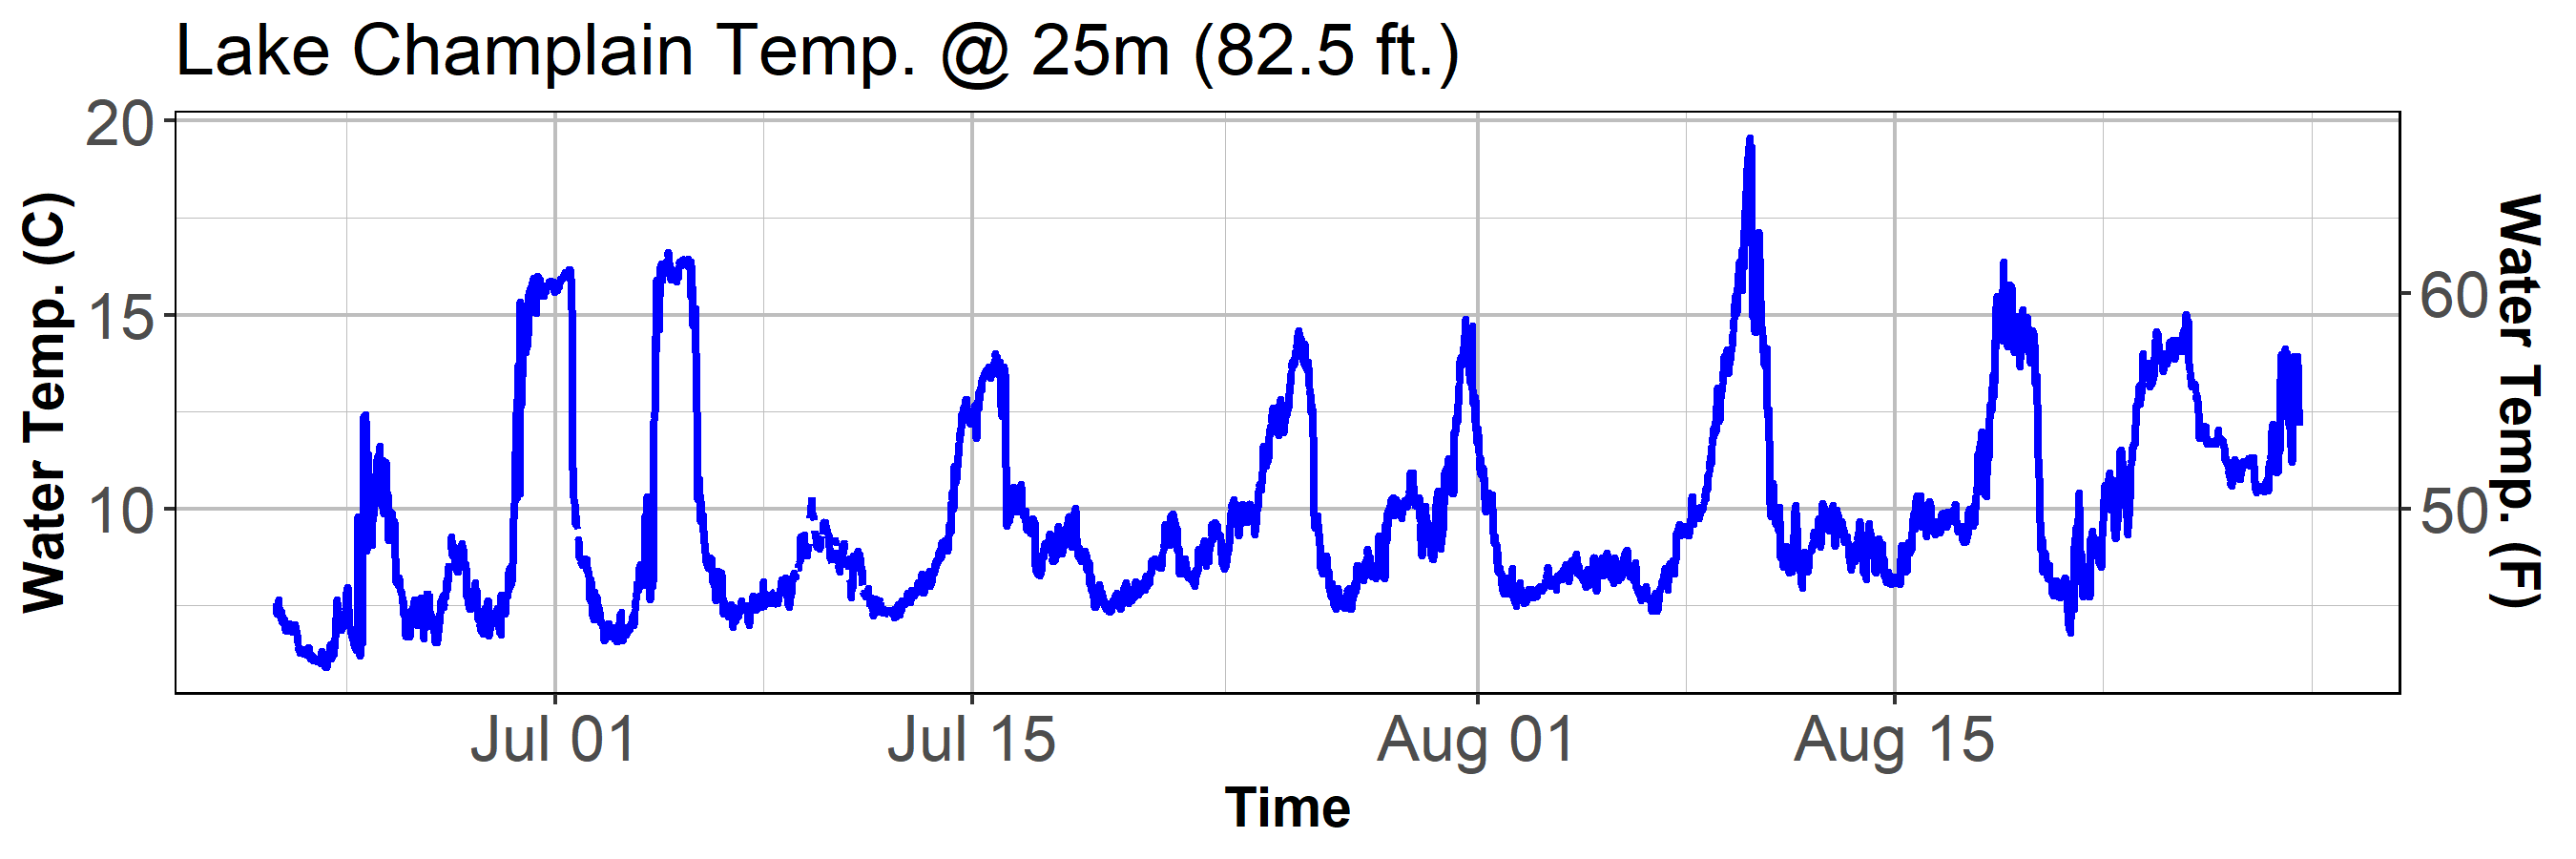 Lake Champlain Temp. @ 25m (82.5 ft.)
Water Temp. (C)
20
15
10
60
50
Water Temp. (F)
Jul 01
Jul 15
Aug 01
Aug 15
Time